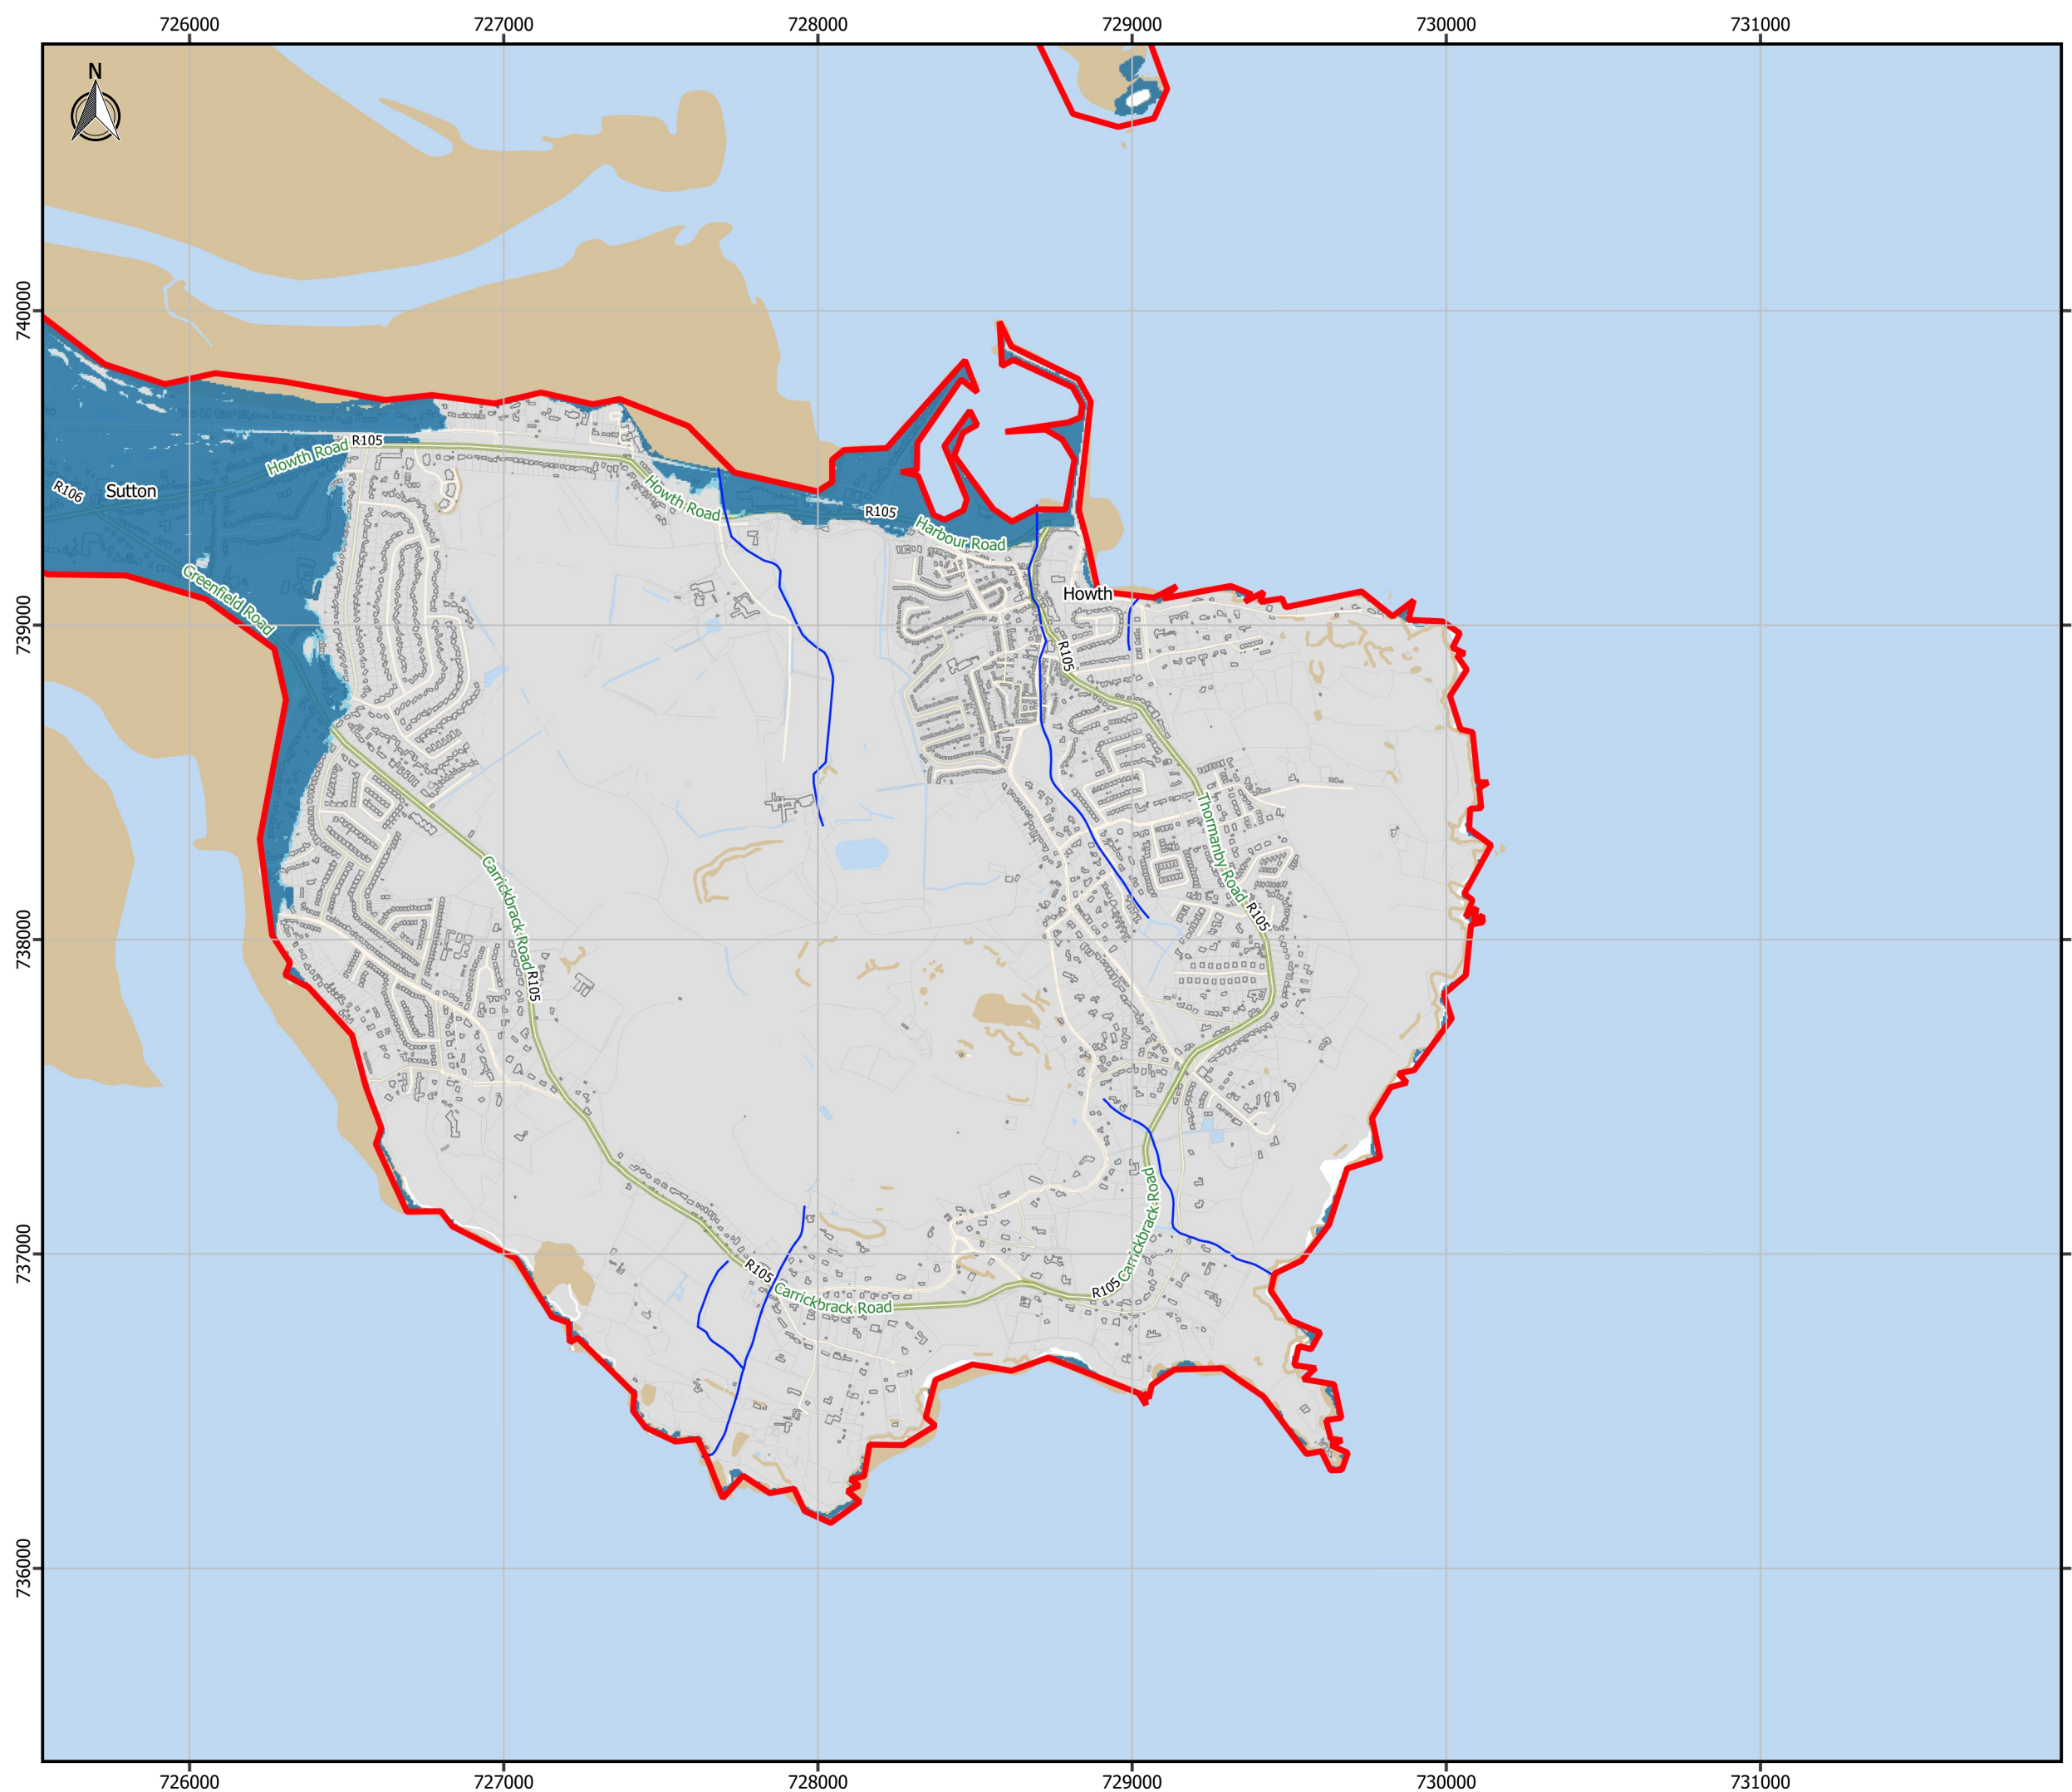 726000 727000 728000 729000 730000 731000
N
740000
R105
Howth Road
R106
Sutton
Howth Road
R105
Harbour Road
Greenfield Road
Howth
739000
R105
Thormanby Road
Carrickbrack Road
R105
738000
R105
Carrickbrack Road
737000
R105
R105
Carrickbrack Road
736000
726000 727000 728000 729000 730000 731000